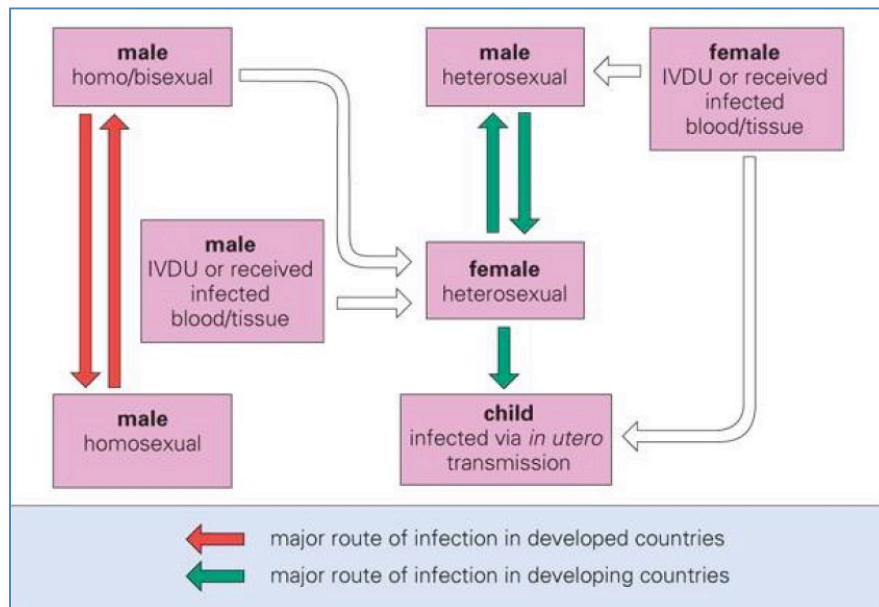 male
homo/bisexual
male
heterosexual
female
IVDU or received
infected
blood/tissue
male
IVDU or received
infected
blood/tissue
female
heterosexual
male
homosexual
child
infected via in utero
transmission
major route of infection in developed countries
major route of infection in developing countries